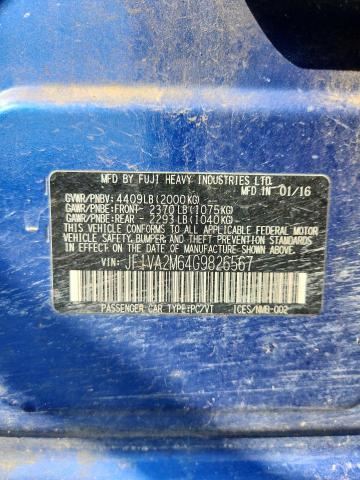 MFD BY FUJI HEAVY INDUSTRIES LTD.
MFD IN 01/16
GVWR/PNBV: 4409LB(2000KG)
GAWR/PNBE:FRONT- 2370LB(1075KG)
GAWR/PNBE:REAR - 2293LB(1040KG)
THIS VEHICLE CONFORMS TO ALL APPLICABLE FEDERAL MOTOR
VEHICLE SAFETY, BUMPER, AND THEFT PREVENTION STANDARDS
IN EFFECT ON THE DATE OF MANUFACTURE SHOWN ABOVE.
VIN: JF1VA2M64G9826567
PASSENGER CAR TYPE:PC/VT ICES/NMB-002